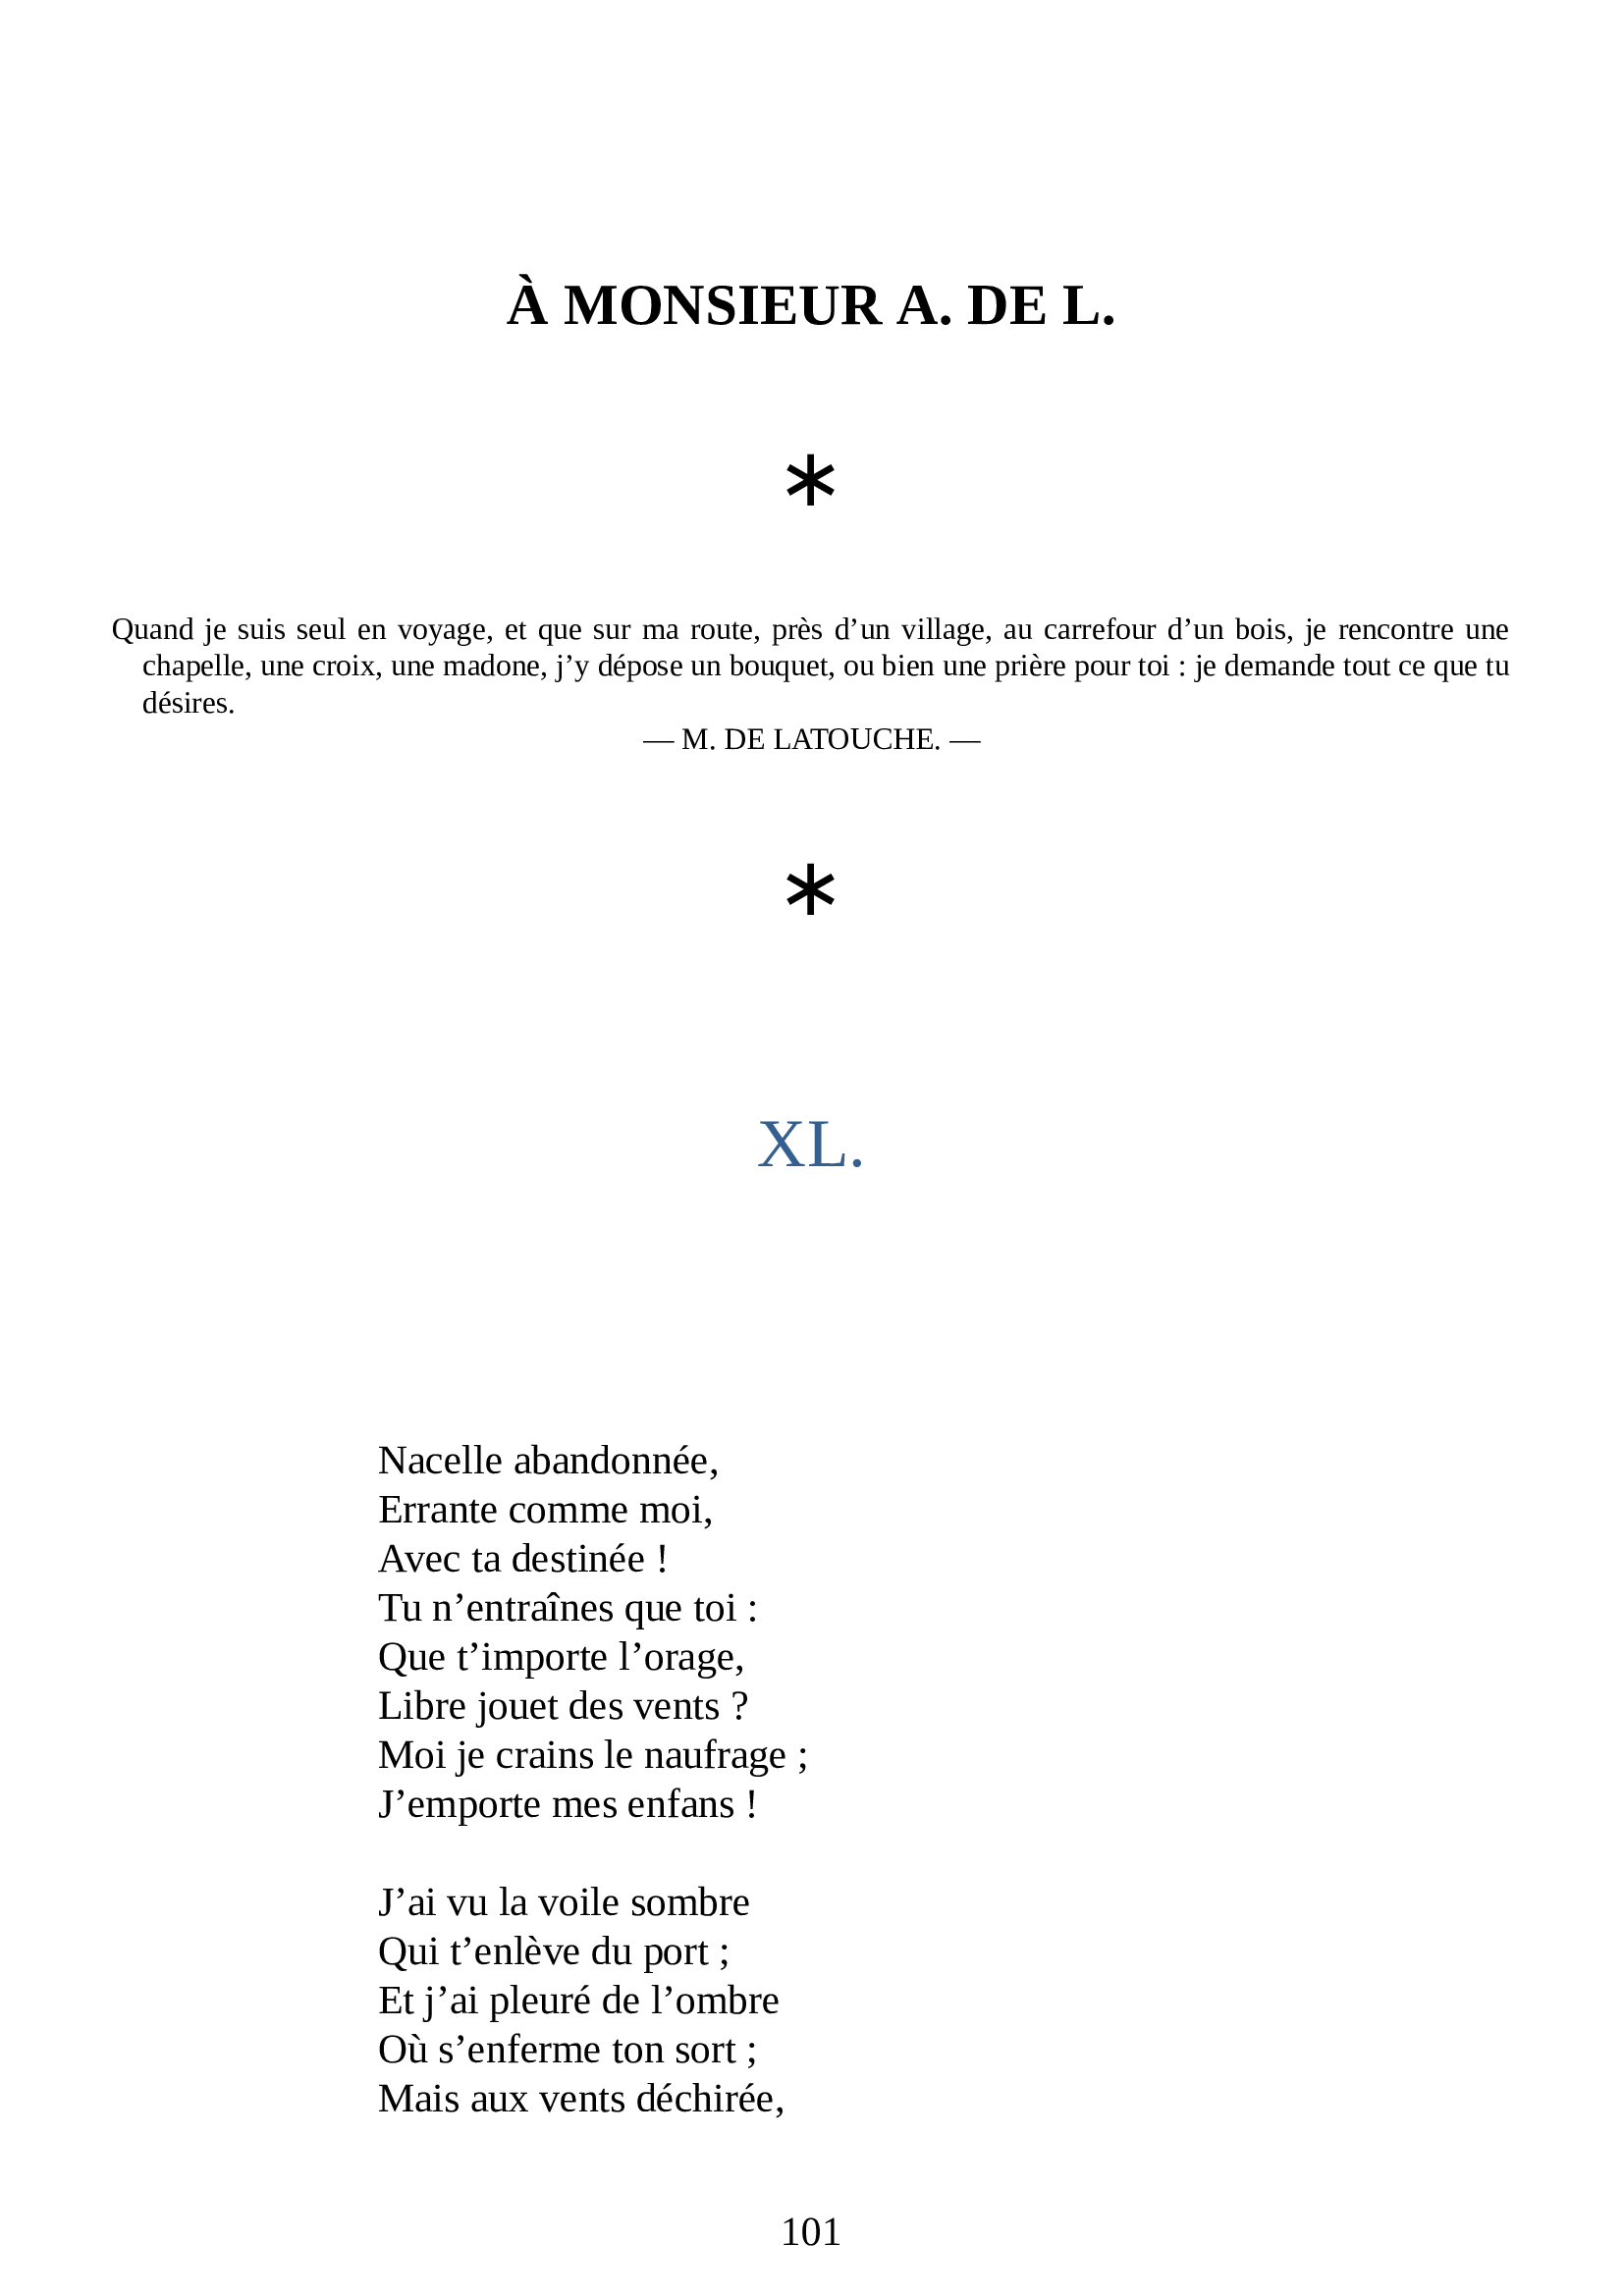 À MONSIEUR A. DE L.
*
Quand je suis seul en voyage, et que sur ma route, près d’un village, au carrefour d’un bois, je rencontre une
chapelle, une croix, une madone, j’y dépose un bouquet, ou bien une prière pour toi : je demande tout ce que tu
désires.
— M. DE LATOUCHE. —
*
XL.
Nacelle abandonnée,
Errante comme moi,
Avec ta destinée !
Tu n’entraînes que toi :
Que t’importe l’orage,
Libre jouet des vents ?
Moi je crains le naufrage ;
J’emporte mes enfans !
J’ai vu la voile sombre
Qui t’enlève du port ;
Et j’ai pleuré de l’ombre
Où s’enferme ton sort ;
Mais aux vents déchirée,
101